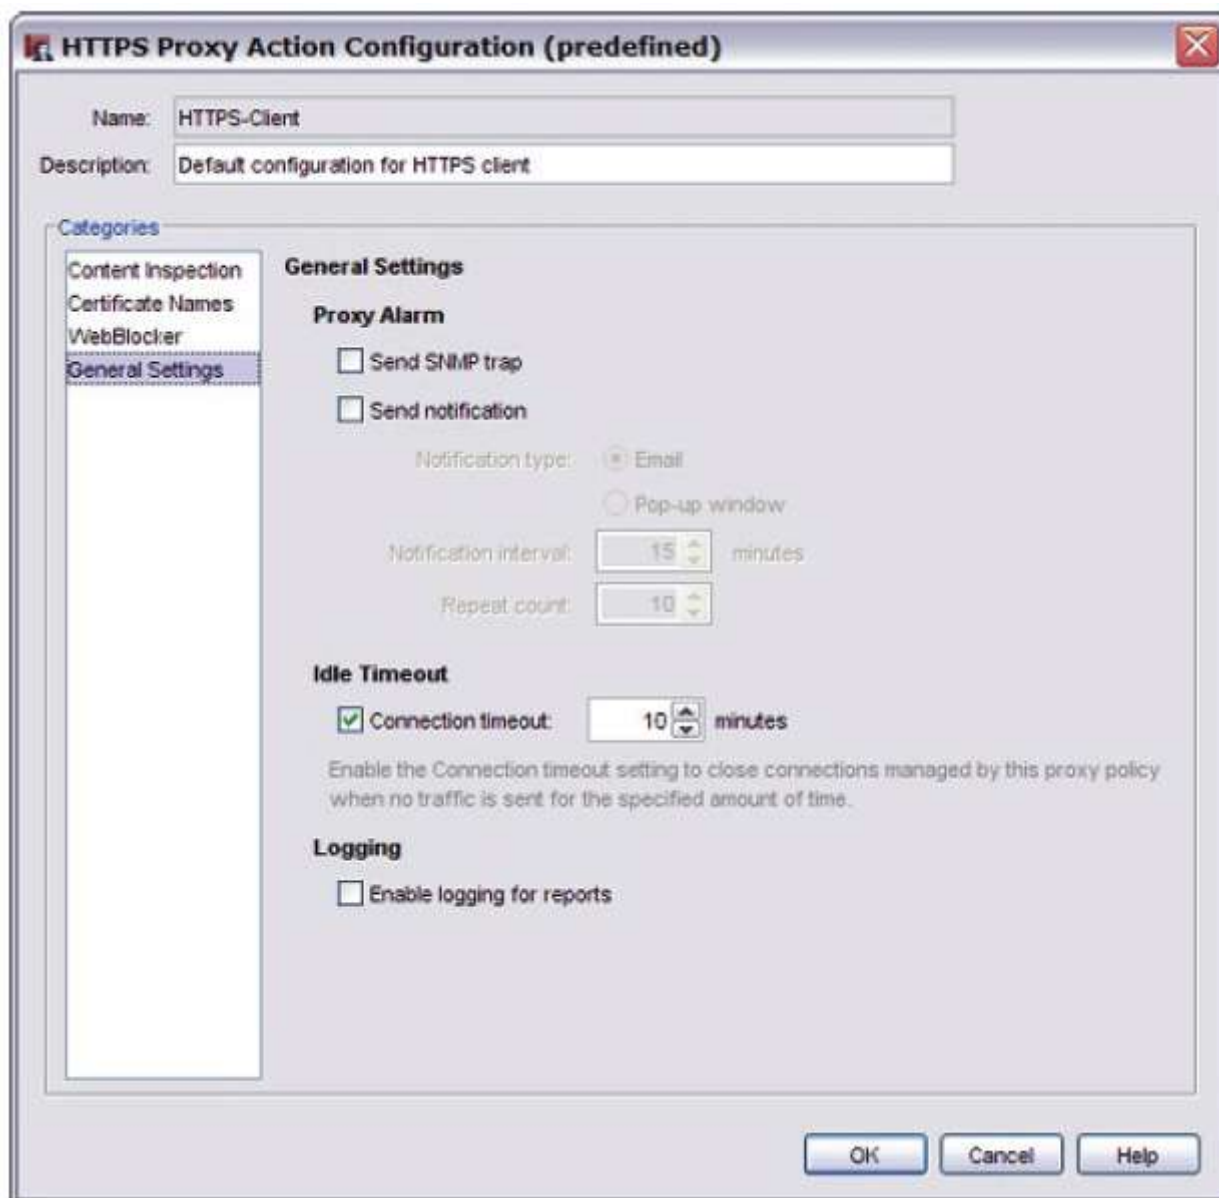 HTTPS Proxy Action Configuration (predefined)
Name: HTTPS-Client
Description: Default configuration for HTTPS client
Categories
Content Inspection
Certificate Names
WebBlocker
General Settings
General Settings
Proxy Alarm
Send SNMP trap
Send notification
Notification type: Email
Pop-up window
Notification interval: 15 minutes
Repeat count: 10
Idle Timeout
Connection timeout: 10 minutes
Enable the Connection timeout setting to close connections managed by this proxy policy
when no traffic is sent for the specified amount of time.
Logging
Enable logging for reports
OK Cancel Help